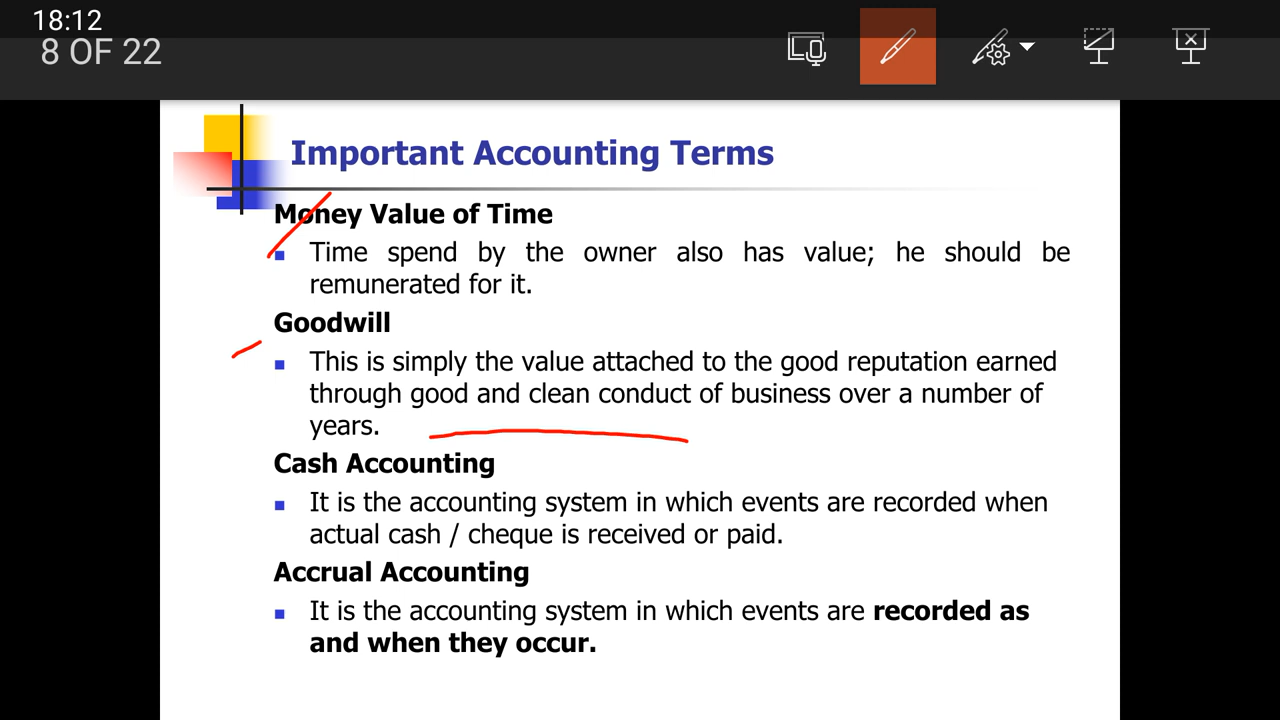 18:12
8 OF 22
Important Accounting Terms
Money Value of Time
Time spend by the owner also has value; he should be
remunerated for it.
Goodwill
This is simply the value attached to the good reputation earned
through good and clean conduct of business over a number of
years.
Cash Accounting
It is the accounting system in which events are recorded when
actual cash / cheque is received or paid.
Accrual Accounting
It is the accounting system in which events are recorded as
and when they occur.